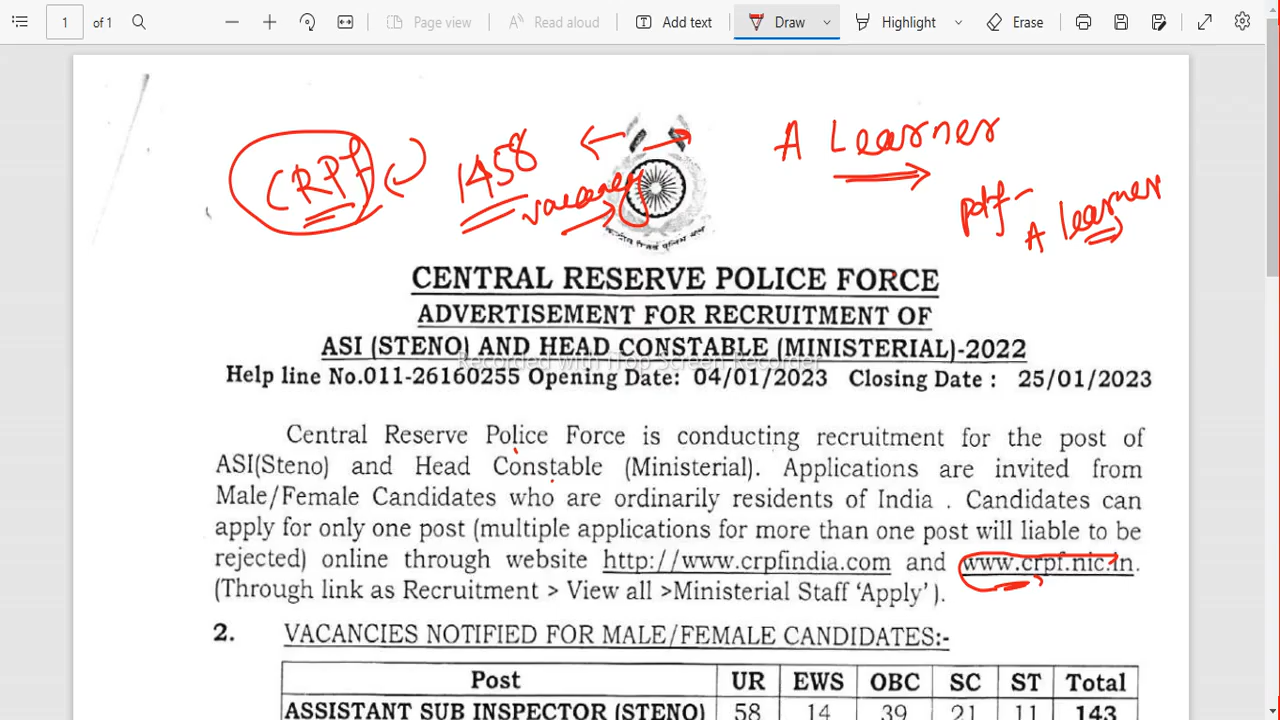 1 of 1 Page view Read aloud Add text Draw Highlight Erase
CRPF 1458 A Learner
vacancy pdf - A Learner
CENTRAL RESERVE POLICE FORCE
ADVERTISEMENT FOR RECRUITMENT OF
ASI (STENO) AND HEAD CONSTABLE (MINISTERIAL)-2022
Recorded with iTop Screen Recorder
Help line No.011-26160255 Opening Date: 04/01/2023 Closing Date : 25/01/2023
Central Reserve Police Force is conducting recruitment for the post of
ASI(Steno) and Head Constable (Ministerial). Applications are invited from
Male/Female Candidates who are ordinarily residents of India . Candidates can
apply for only one post (multiple applications for more than one post will liable to be
rejected) online through website http://www.crpfindia.com and www.crpf.nic.in.
(Through link as Recruitment > View all >Ministerial Staff 'Apply' ).
2. VACANCIES NOTIFIED FOR MALE/FEMALE CANDIDATES:-
Post UR EWS OBC SC ST Total
ASSISTANT SUB INSPECTOR (STENO) 58 14 39 21 11 143